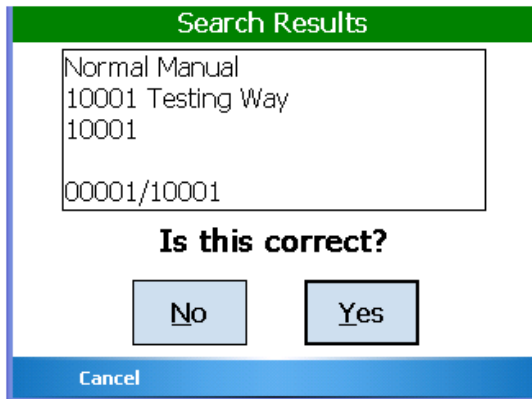 Search Results
Normal Manual
10001 Testing Way
10001
00001/10001
Is this correct?
No
Yes
Cancel